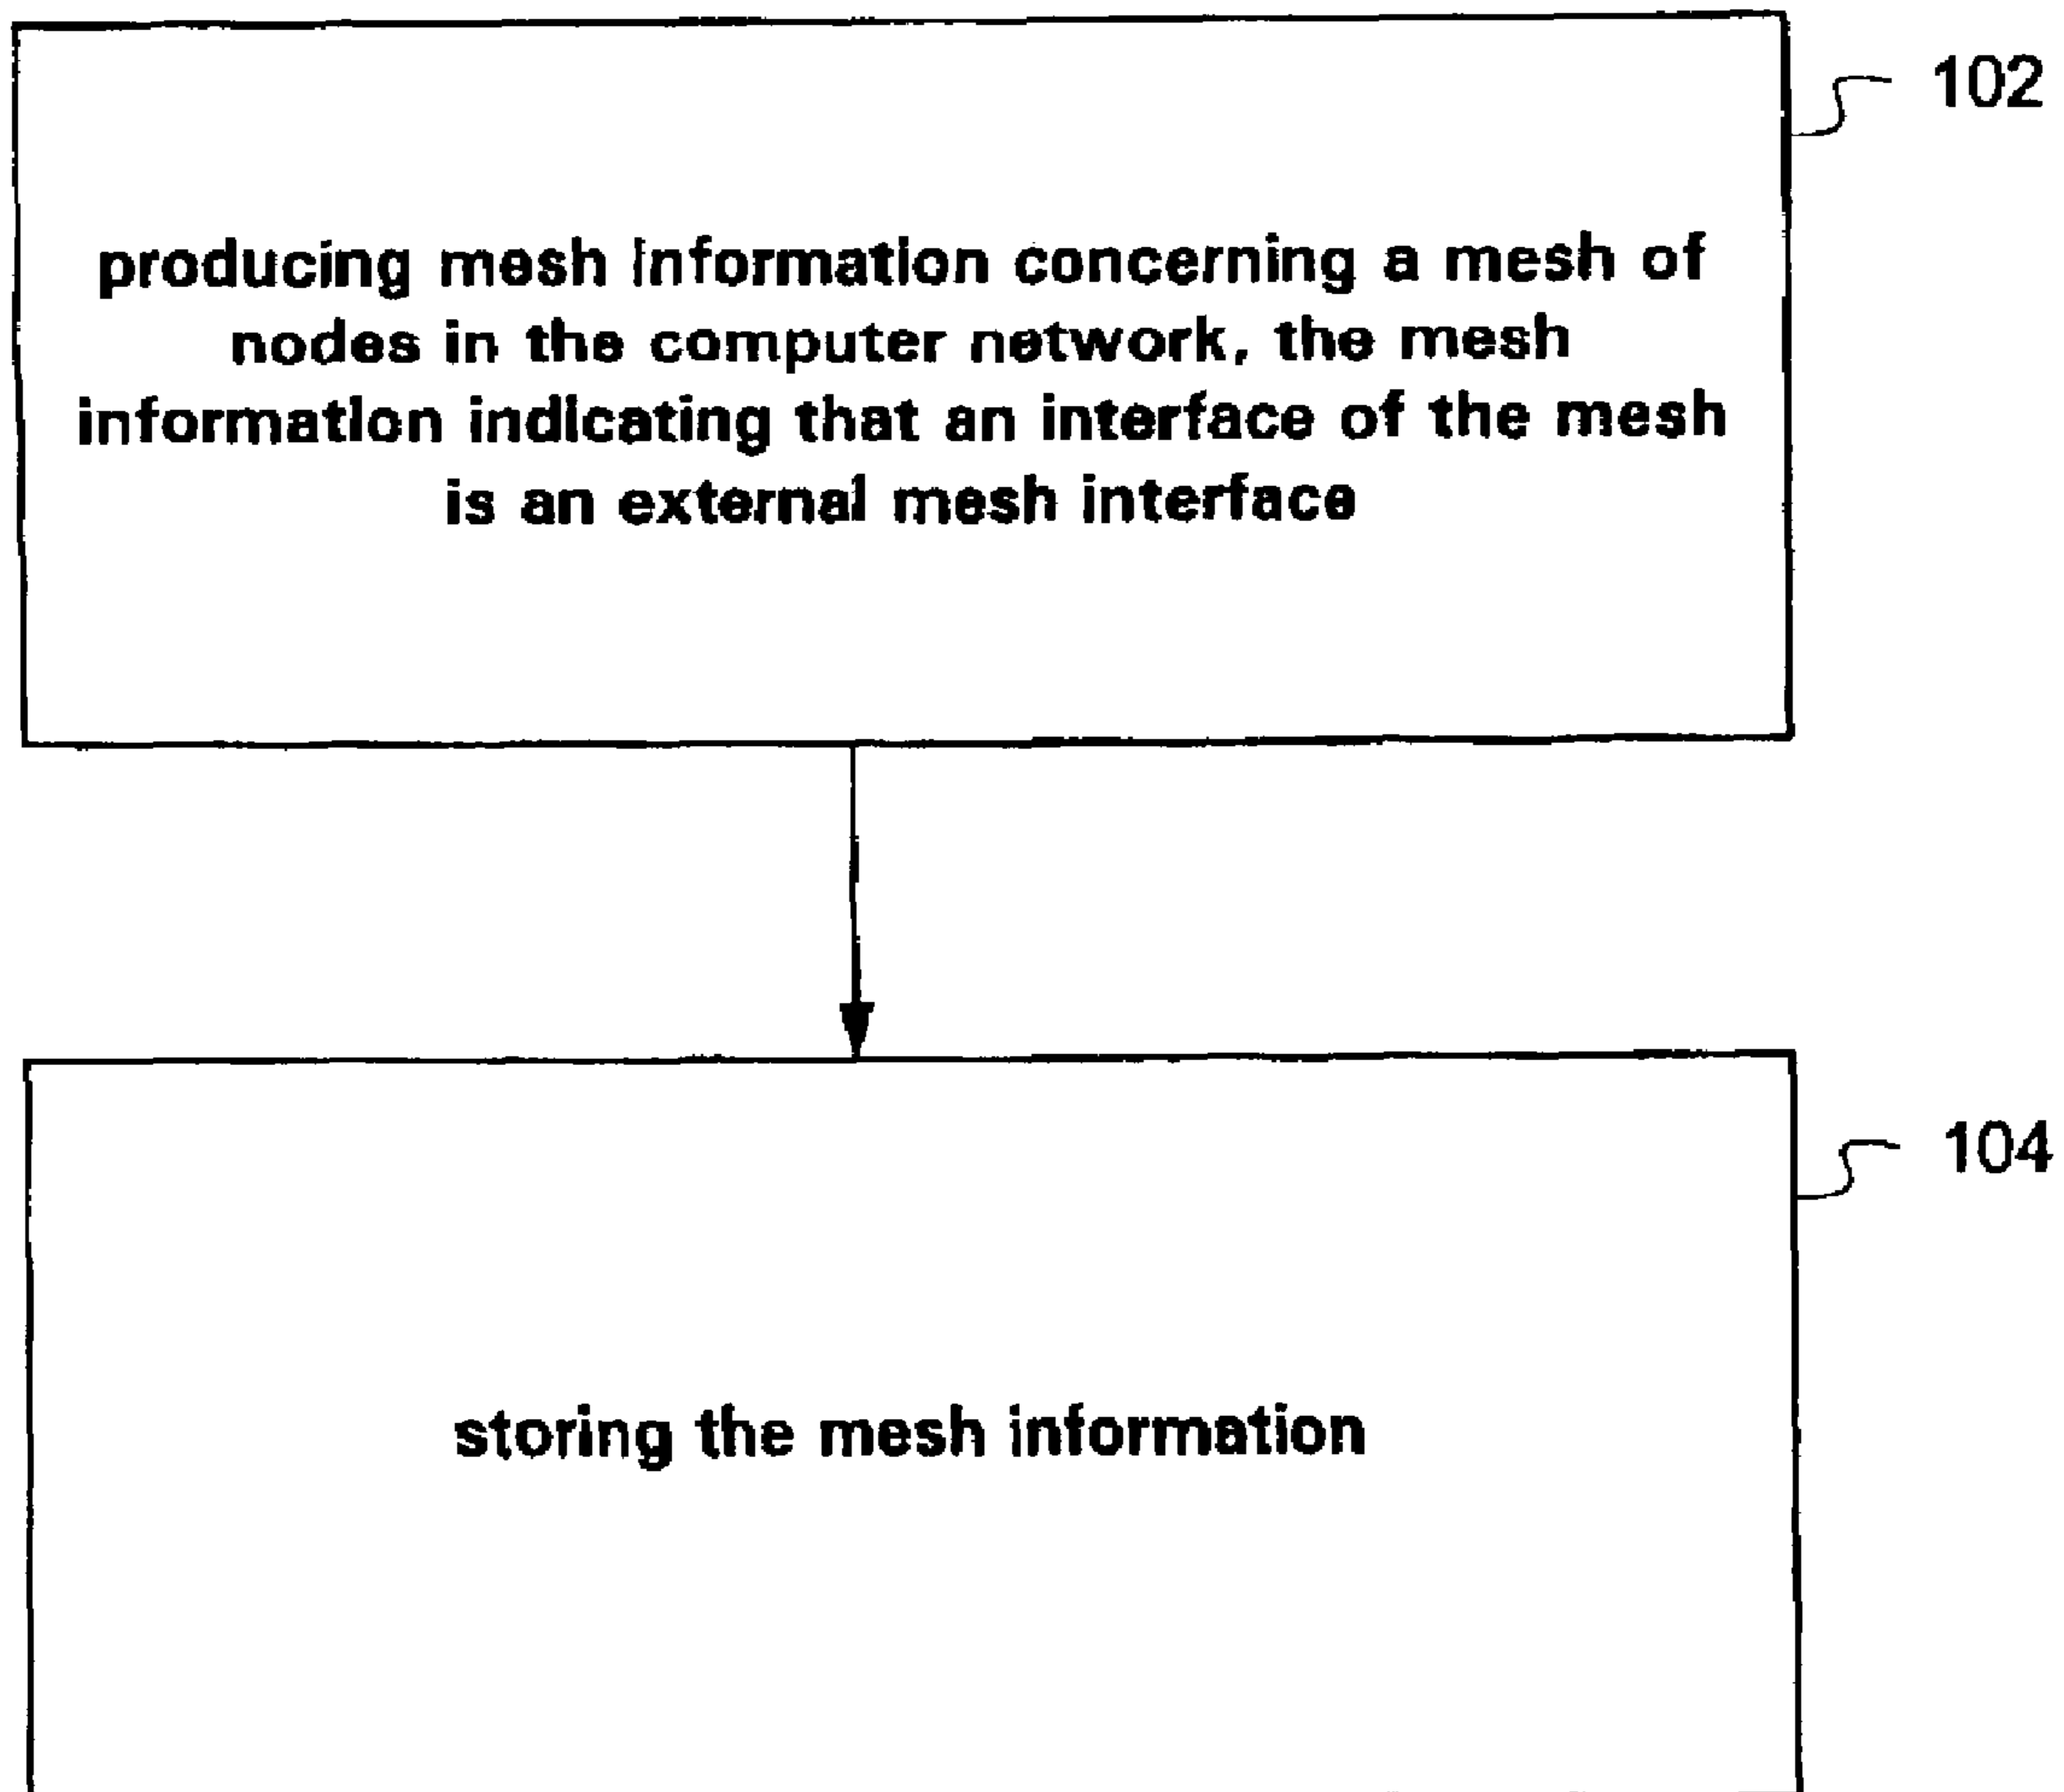 102
producing mesh information concerning a mesh of
nodes in the computer network, the mesh
information indicating that an interface of the mesh
is an external mesh interface
104
storing the mesh information